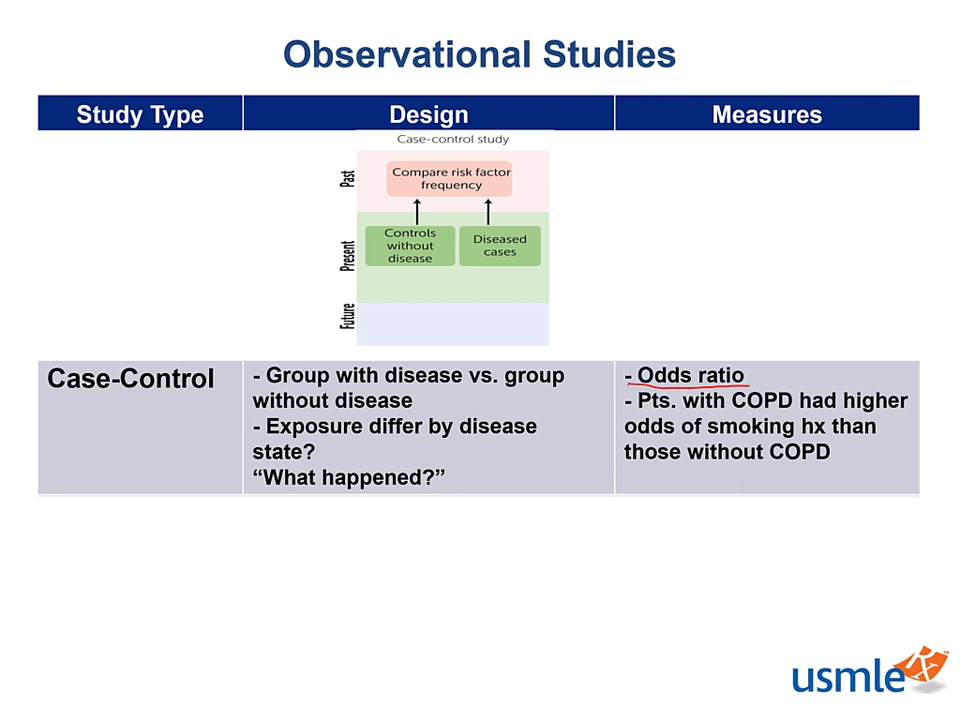 Observational Studies
Study Type
Design
Measures
Case-control study
Past
Compare risk factor
frequency
Present
Controls
without
disease
Diseased
cases
Future
Case-Control
- Group with disease vs. group
without disease
- Exposure differ by disease
state?
“What happened?”
- Odds ratio
- Pts. with COPD had higher
odds of smoking hx than
those without COPD
usmle
Rx
™